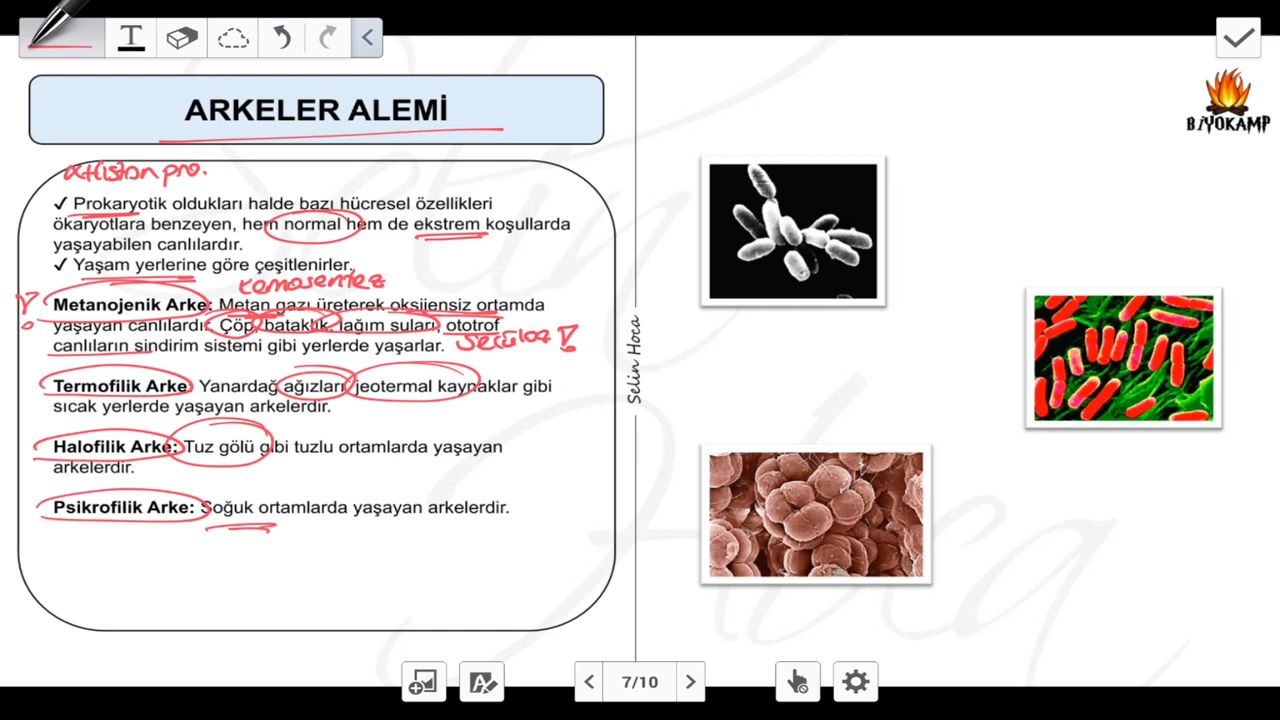 T
ARKELER ALEMİ
Histon pro.
✓ Prokaryotik oldukları halde bazı hücresel özellikleri
ökaryotlara benzeyen, hem normal hem de ekstrem koşullarda
yaşayabilen canlılardır.
✓ Yaşam yerlerine göre çeşitlenirler.
kemosentez
Metanojenik Arke: Metan gazı üreterek oksijensiz ortamda
yaşayan canlılardır. Çöp, bataklık, lağım suları, ototrof
canlıların sindirim sistemi gibi yerlerde yaşarlar.
selüloz !
Termofilik Arke: Yanardağ ağızları, jeotermal kaynaklar gibi
sıcak yerlerde yaşayan arkelerdir.
Halofilik Arke: Tuz gölü gibi tuzlu ortamlarda yaşayan
arkelerdir.
Psikrofilik Arke: Soğuk ortamlarda yaşayan arkelerdir.
Selin Hoca
BİYOKAMP
7/10